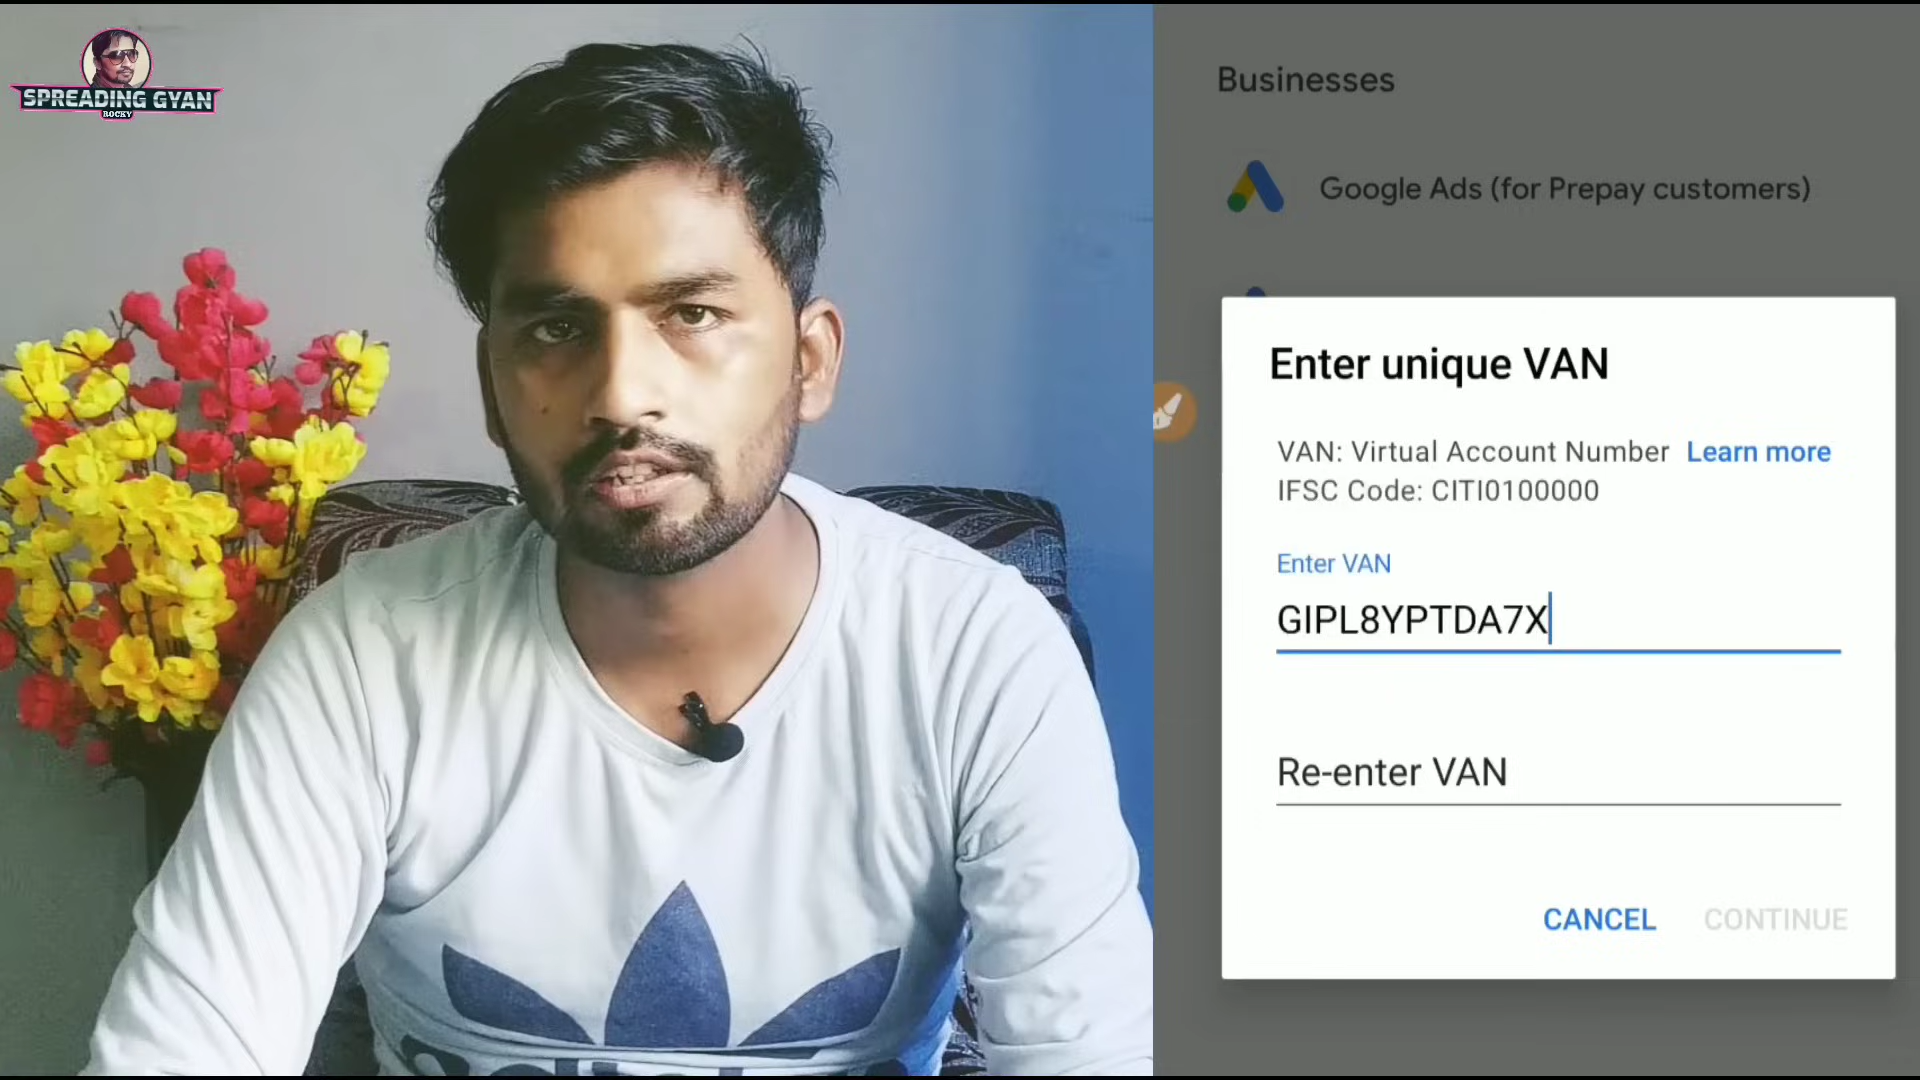 SPREADING GYAN
ROCKY
Businesses
Google Ads (for Prepay customers)
Enter unique VAN
VAN: Virtual Account Number Learn more
IFSC Code: CITI0100000
Enter VAN
GIPL8YPTDA7X
Re-enter VAN
CANCEL CONTINUE